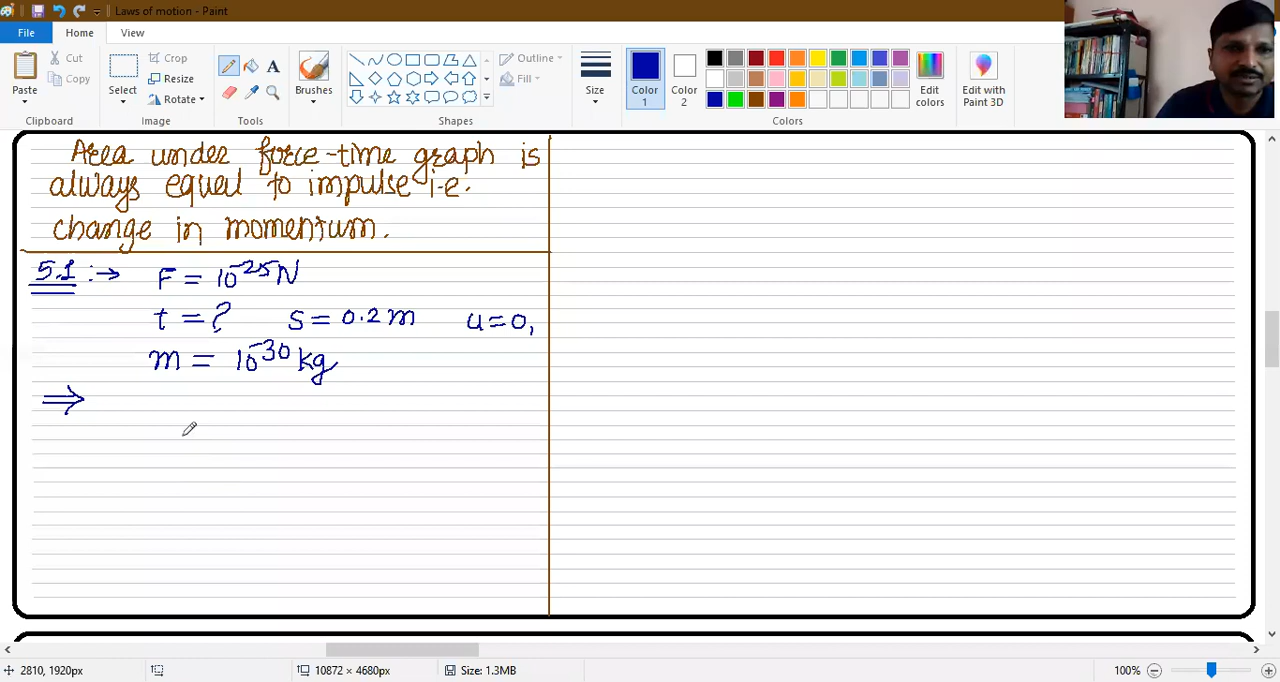 Laws of motion - Paint
File Home View
Paste Cut Copy Select Crop Resize Rotate A Brushes Outline Fill Size Color 1 Color 2 Edit colors Edit with Paint 3D
Clipboard Image Tools Shapes Colors
Area under force-time graph is
always equal to impulse i.e.
change in momentum.
5.1 :→ F = 10⁻²⁵N
t = ? S = 0.2 m u = 0,
m = 10⁻³⁰ kg
⇒
2810, 1920px 10872 × 4680px Size: 1.3MB 100%